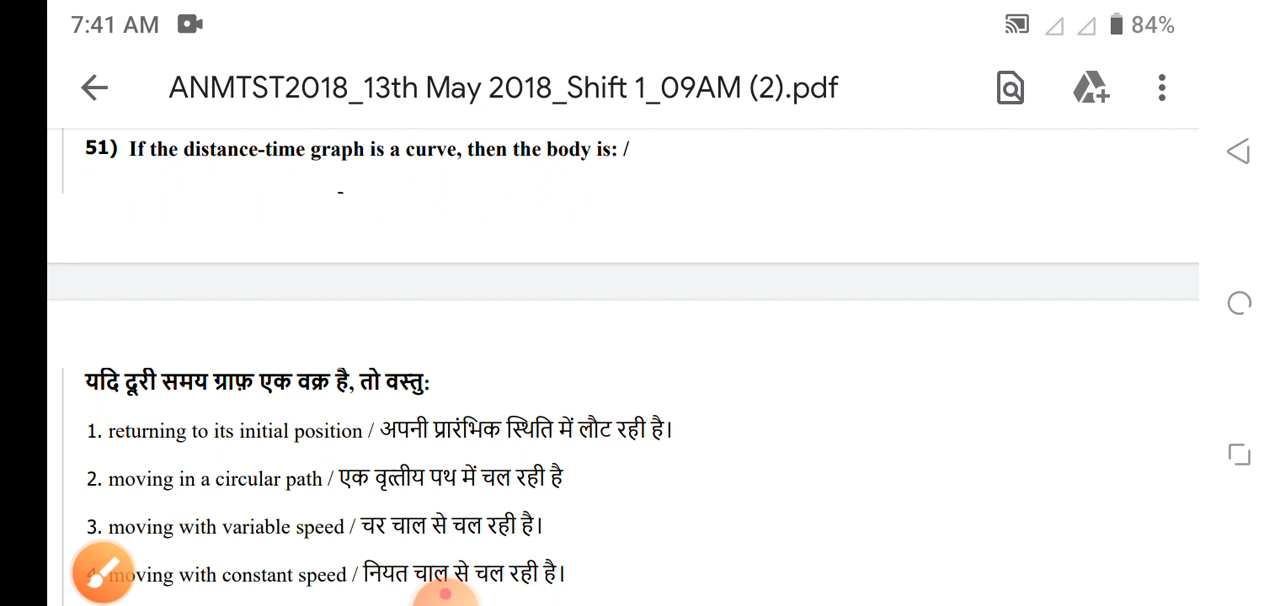 7:41 AM 84%
ANMTST2018_13th May 2018_Shift 1_09AM (2).pdf
51) If the distance-time graph is a curve, then the body is: /
यदि दूरी समय ग्राफ़ एक वक्र है, तो वस्तु:
1. returning to its initial position / अपनी प्रारंभिक स्थिति में लौट रही है।
2. moving in a circular path / एक वृत्तीय पथ में चल रही है
3. moving with variable speed / चर चाल से चल रही है।
4. moving with constant speed / नियत चाल से चल रही है।